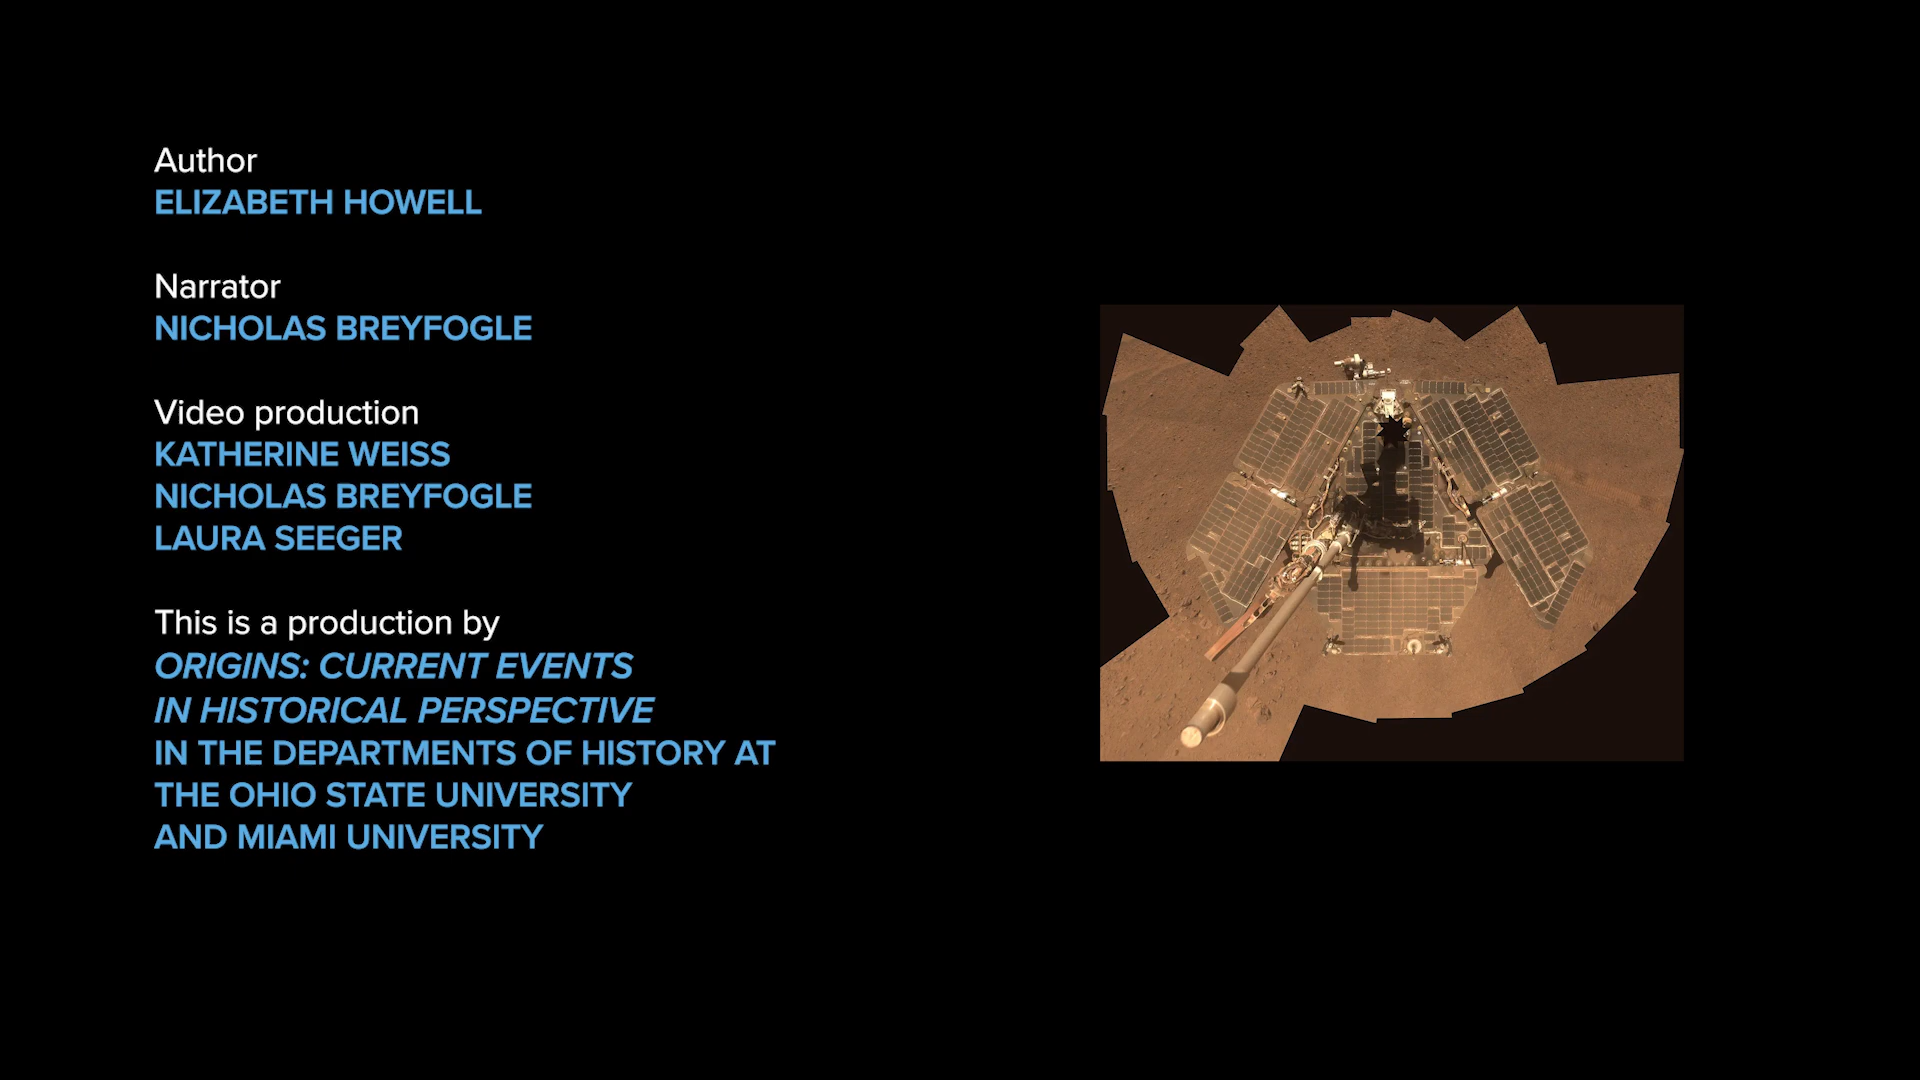 Author
ELIZABETH HOWELL
Narrator
NICHOLAS BREYFOGLE
Video production
KATHERINE WEISS
NICHOLAS BREYFOGLE
LAURA SEEGER
This is a production by
ORIGINS: CURRENT EVENTS
IN HISTORICAL PERSPECTIVE
IN THE DEPARTMENTS OF HISTORY AT
THE OHIO STATE UNIVERSITY
AND MIAMI UNIVERSITY